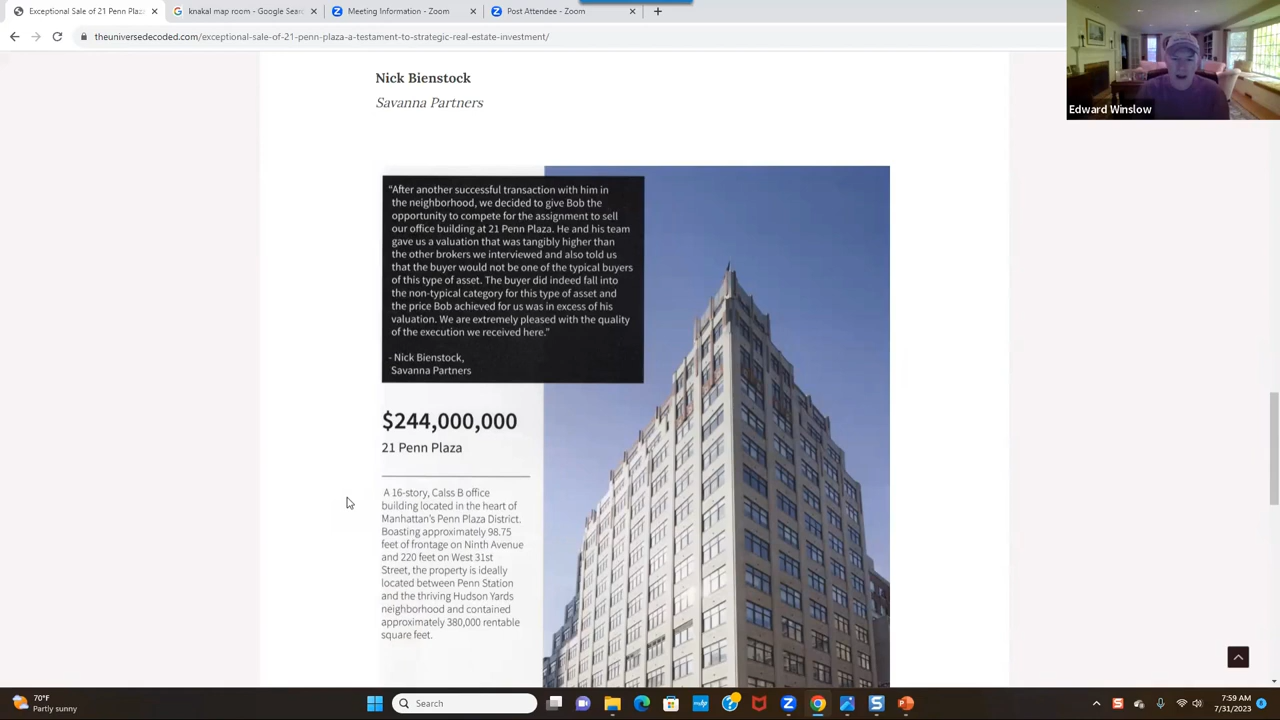 Exceptional Sale of 21 Penn Plaz
knakal map room - Google Sear
Meeting Information - Zoom
Post Attendee - Zoom
theuniversedecoded.com/exceptional-sale-of-21-penn-plaza-a-testament-to-strategic-real-estate-investment/
Edward Winslow
Nick Bienstock
Savanna Partners
"After another successful transaction with him in
the neighborhood, we decided to give Bob the
opportunity to compete for the assignment to sell
our office building at 21 Penn Plaza. He and his team
gave us a valuation that was tangibly higher than
the other brokers we interviewed and also told us
that the buyer would not be one of the typical buyers
of this type of asset. The buyer did indeed fall into
the non-typical category for this type of asset and
the price Bob achieved for us was in excess of his
valuation. We are extremely pleased with the quality
of the execution we received here."
- Nick Bienstock,
Savanna Partners
$244,000,000
21 Penn Plaza
A 16-story, Calss B office
building located in the heart of
Manhattan's Penn Plaza District.
Boasting approximately 98.75
feet of frontage on Ninth Avenue
and 220 feet on West 31st
Street, the property is ideally
located between Penn Station
and the thriving Hudson Yards
neighborhood and contained
approximately 380,000 rentable
square feet.
70°F
Partly sunny
Search
7:59 AM
7/31/2023